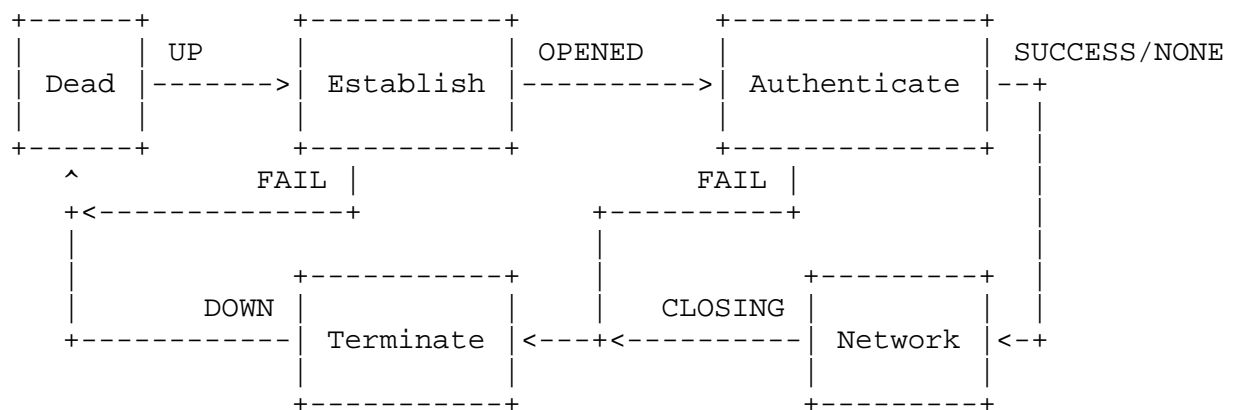 UP OPENED SUCCESS/NONE
Dead Establish Authenticate
FAIL FAIL
DOWN CLOSING
Terminate Network